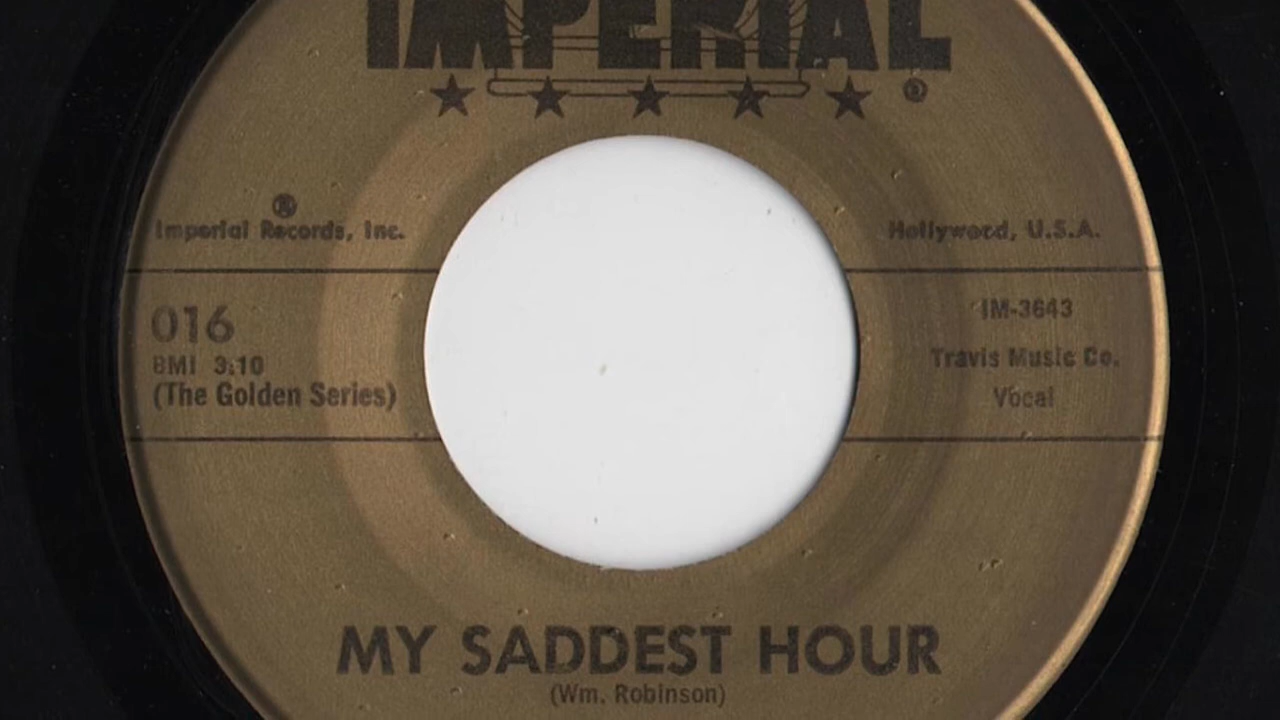 IMPERIAL
®
®
Imperial Records, Inc.
Hollywood, U.S.A.
016
IM-3643
BMI 3:10
Travis Music Co.
(The Golden Series)
Vocal
MY SADDEST HOUR
(Wm. Robinson)